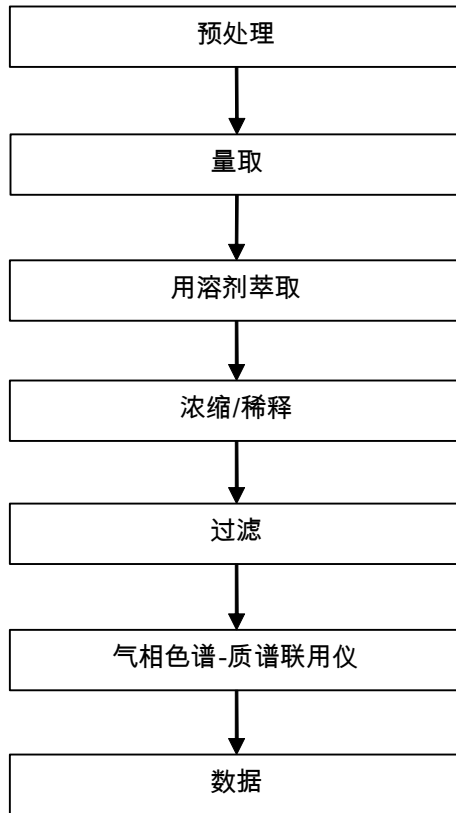 预处理
量取
用溶剂萃取
浓缩/稀释
过滤
气相色谱-质谱联用仪
数据